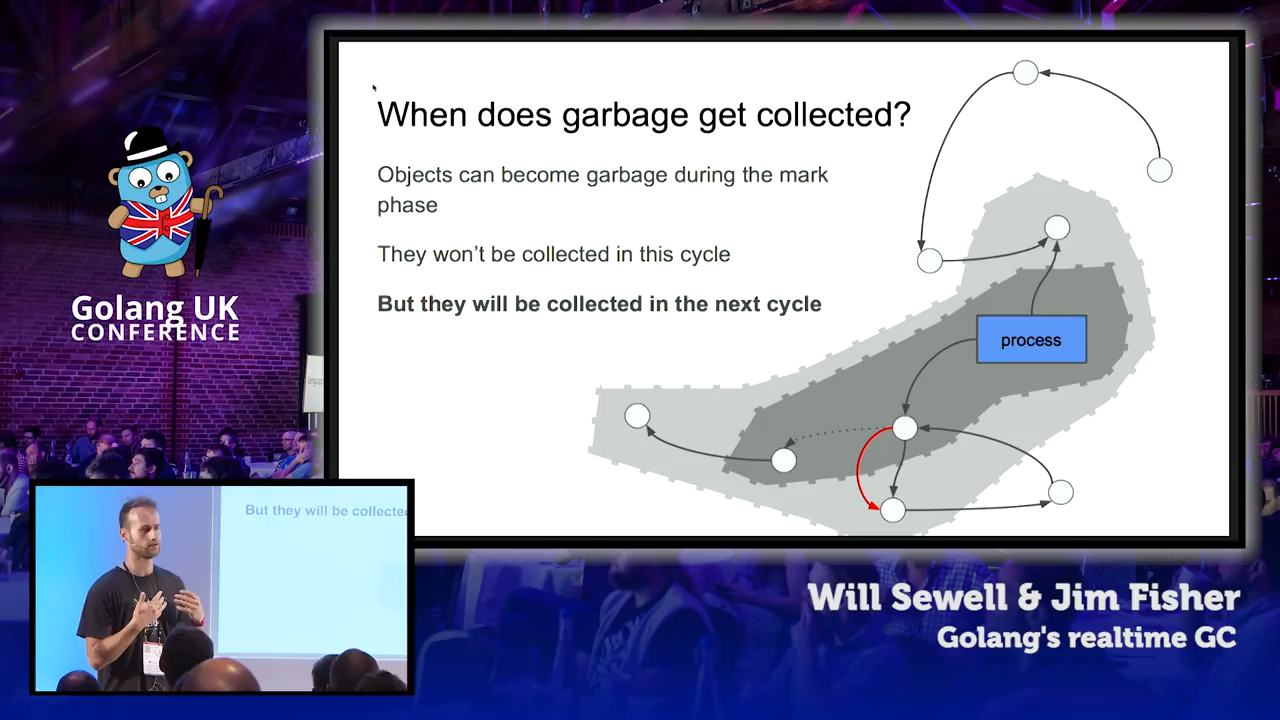 Golang UK
CONFERENCE
When does garbage get collected?
Objects can become garbage during the mark
phase
They won't be collected in this cycle
But they will be collected in the next cycle
process
But they will be collected
Will Sewell & Jim Fisher
Golang's realtime GC